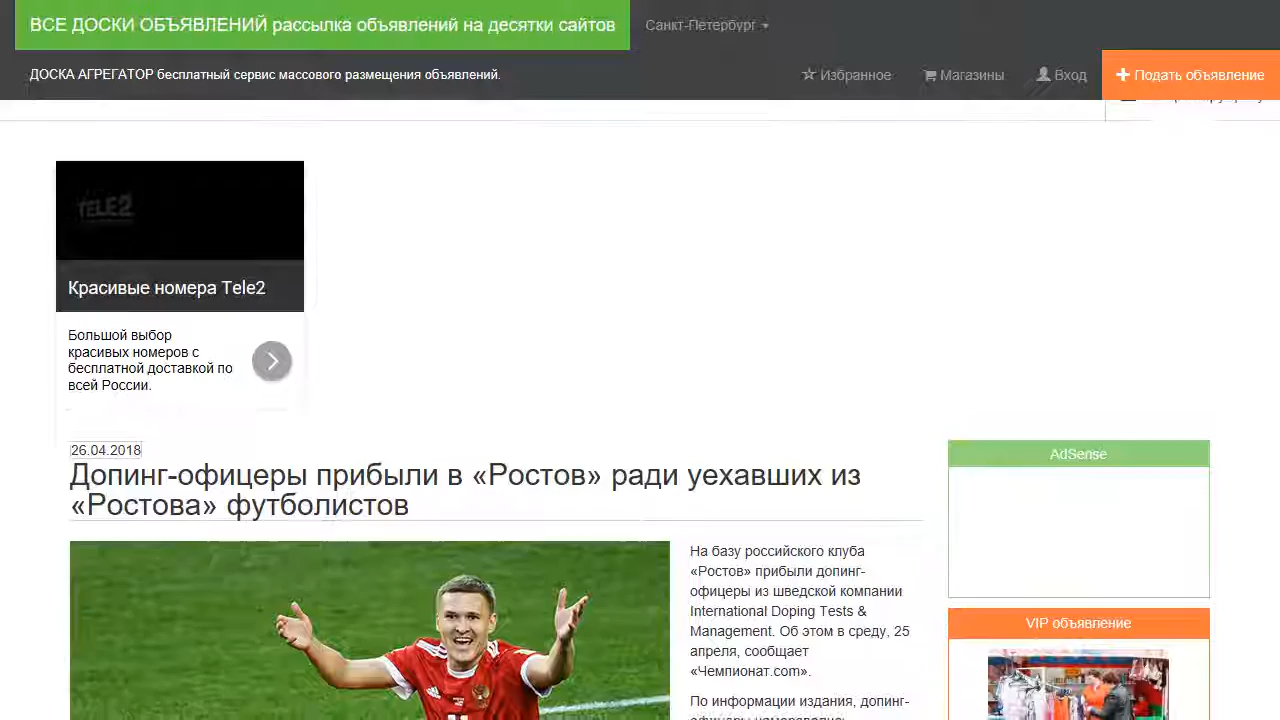 ВСЕ ДОСКИ ОБЪЯВЛЕНИЙ рассылка объявлений на десятки сайтов
Санкт-Петербург
ДОСКА АГРЕГАТОР бесплатный сервис массового размещения объявлений.
Избранное
Магазины
Вход
Подать объявление
TELE2
Красивые номера Tele2
Большой выбор
красивых номеров с
бесплатной доставкой по
всей России.
26.04.2018
Допинг-офицеры прибыли в «Ростов» ради уехавших из
«Ростова» футболистов
На базу российского клуба
«Ростов» прибыли допинг-
офицеры из шведской компании
International Doping Tests &
Management. Об этом в среду, 25
апреля, сообщает
«Чемпионат.com».
По информации издания, допинг-
AdSense
VIP объявление